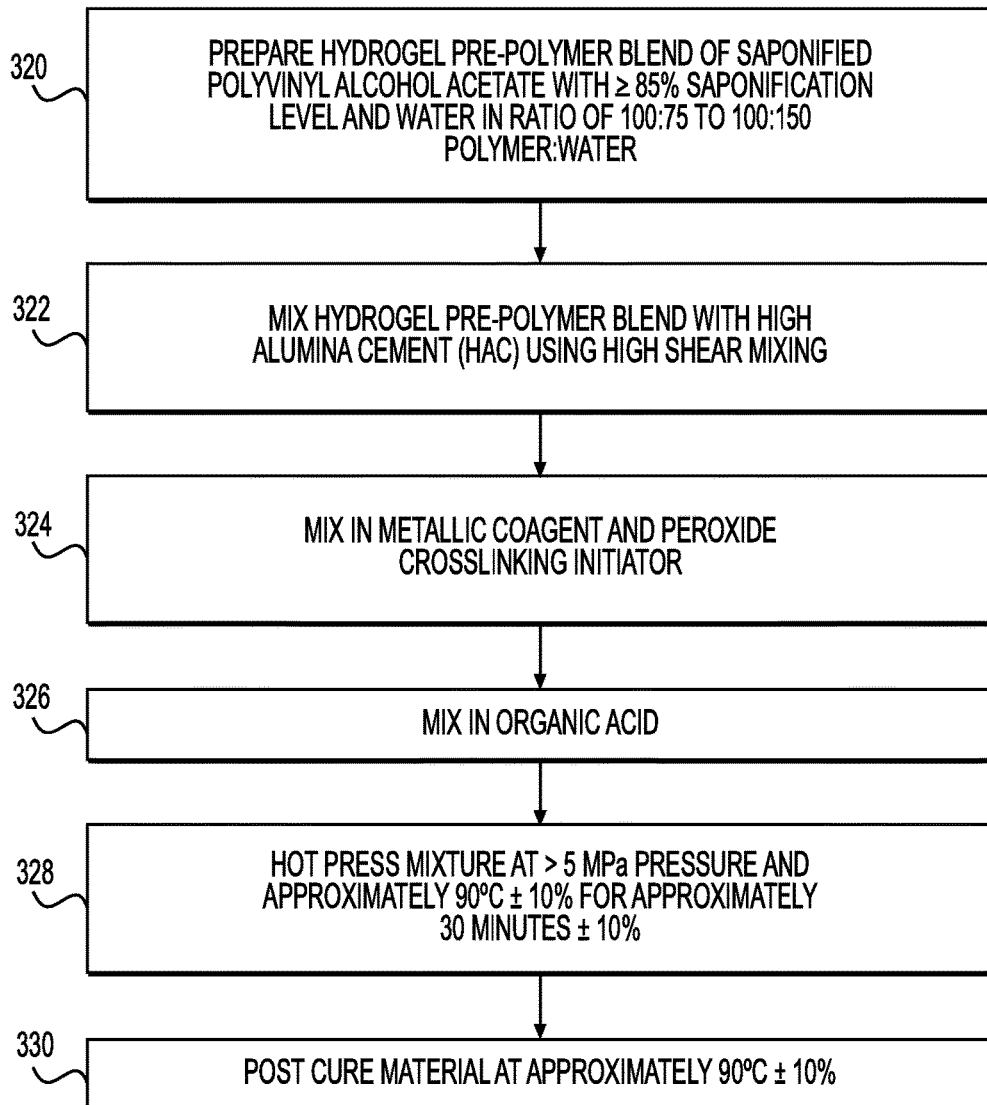 320
PREPARE HYDROGEL PRE-POLYMER BLEND OF SAPONIFIED
POLYVINYL ALCOHOL ACETATE WITH ≥ 85% SAPONIFICATION
LEVEL AND WATER IN RATIO OF 100:75 TO 100:150
POLYMER:WATER
322
MIX HYDROGEL PRE-POLYMER BLEND WITH HIGH
ALUMINA CEMENT (HAC) USING HIGH SHEAR MIXING
324
MIX IN METALLIC COAGENT AND PEROXIDE
CROSSLINKING INITIATOR
326
MIX IN ORGANIC ACID
328
HOT PRESS MIXTURE AT > 5 MPa PRESSURE AND
APPROXIMATELY 90ºC ± 10% FOR APPROXIMATELY
30 MINUTES ± 10%
330
POST CURE MATERIAL AT APPROXIMATELY 90ºC ± 10%